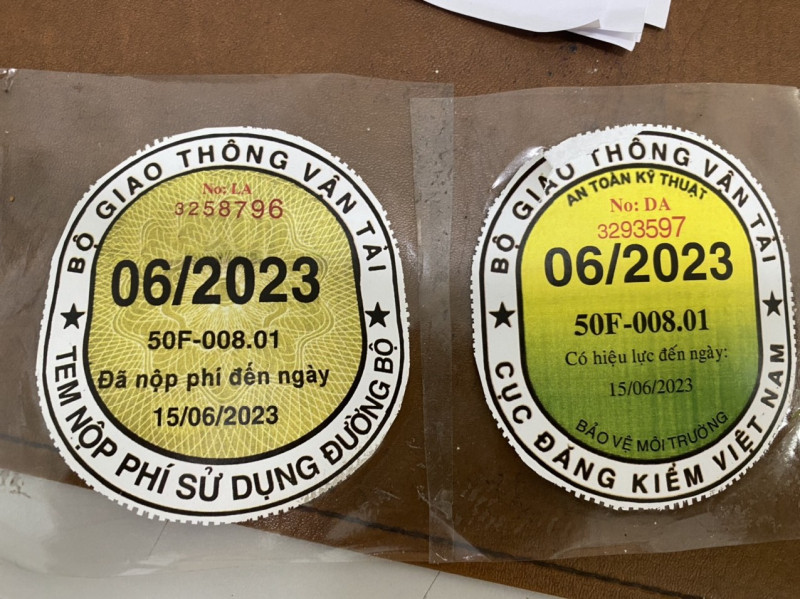 BỘ GIAO THÔNG VẬN TẢI
No: LA
3258796
06/2023
50F-008.01
Đã nộp phí đến ngày
15/06/2023
★ TEM NỘP PHÍ SỬ DỤNG ĐƯỜNG BỘ ★
BỘ GIAO THÔNG VẬN TẢI
AN TOÀN KỸ THUẬT
No: DA
3293597
06/2023
50F-008.01
Có hiệu lực đến ngày:
15/06/2023
BẢO VỆ MÔI TRƯỜNG
★ CỤC ĐĂNG KIỂM VIỆT NAM ★